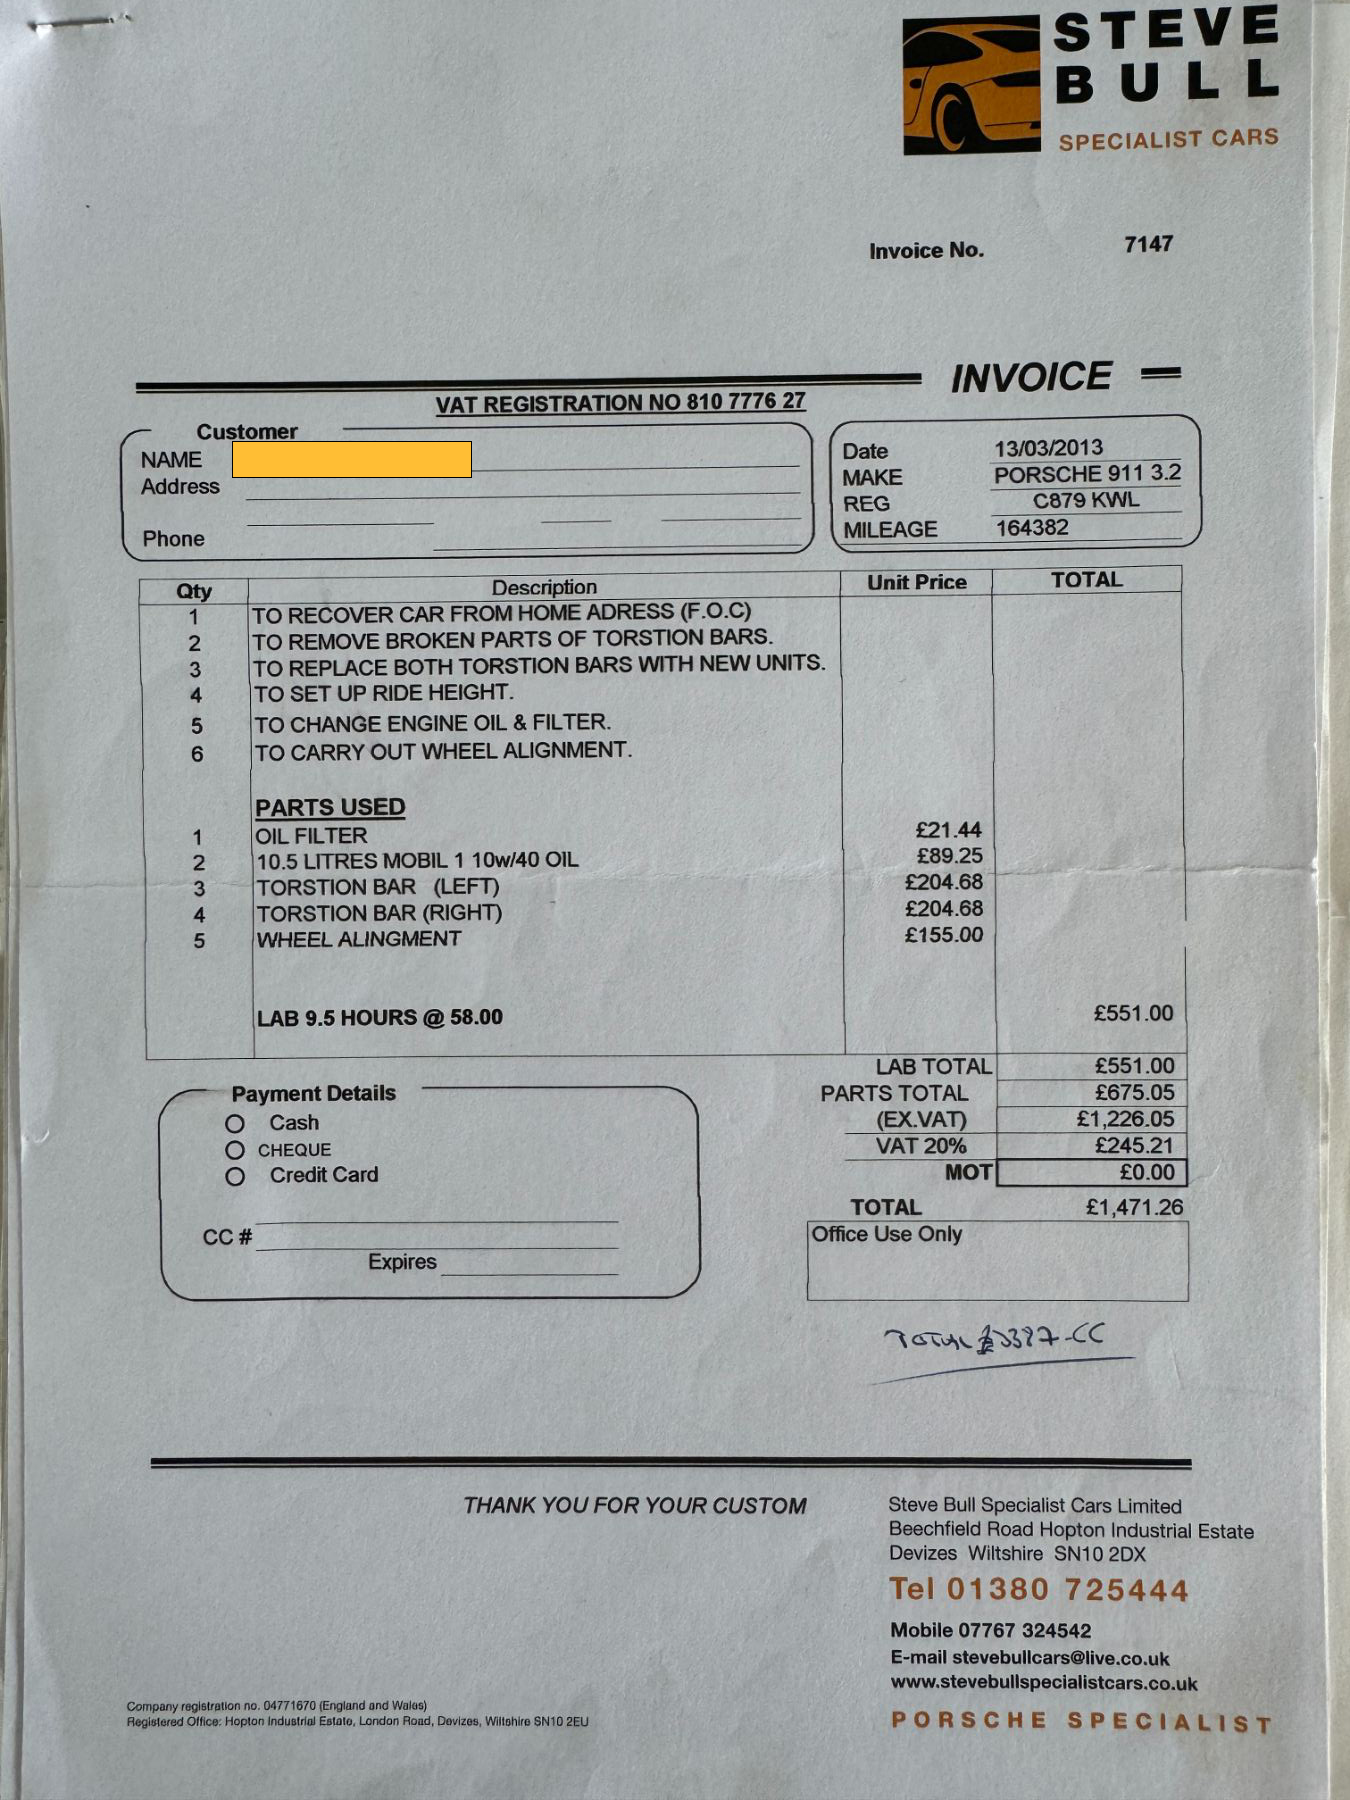 STEVE
BULL
SPECIALIST CARS
Invoice No. 7147
INVOICE
VAT REGISTRATION NO 810 7776 27
Customer
NAME
Address
Phone
Date 13/03/2013
MAKE PORSCHE 911 3.2
REG C879 KWL
MILEAGE 164382
Qty Description Unit Price TOTAL
1 TO RECOVER CAR FROM HOME ADRESS (F.O.C)
2 TO REMOVE BROKEN PARTS OF TORSTION BARS.
3 TO REPLACE BOTH TORSTION BARS WITH NEW UNITS.
4 TO SET UP RIDE HEIGHT.
5 TO CHANGE ENGINE OIL & FILTER.
6 TO CARRY OUT WHEEL ALIGNMENT.
PARTS USED
1 OIL FILTER £21.44
2 10.5 LITRES MOBIL 1 10w/40 OIL £89.25
3 TORSTION BAR (LEFT) £204.68
4 TORSTION BAR (RIGHT) £204.68
5 WHEEL ALINGMENT £155.00
LAB 9.5 HOURS @ 58.00 £551.00
LAB TOTAL £551.00
PARTS TOTAL £675.05
(EX.VAT) £1,226.05
VAT 20% £245.21
MOT £0.00
TOTAL £1,471.26
Office Use Only
Payment Details
Cash
CHEQUE
Credit Card
CC #
Expires
TOTAL
THANK YOU FOR YOUR CUSTOM
Steve Bull Specialist Cars Limited
Beechfield Road Hopton Industrial Estate
Devizes Wiltshire SN10 2DX
Tel 01380 725444
Mobile 07767 324542
E-mail stevebullcars@live.co.uk
www.stevebullspecialistcars.co.uk
PORSCHE SPECIALIST
Company registration no. 04771670 (England and Wales)
Registered Office: Hopton Industrial Estate, London Road, Devizes, Wiltshire SN10 2EU